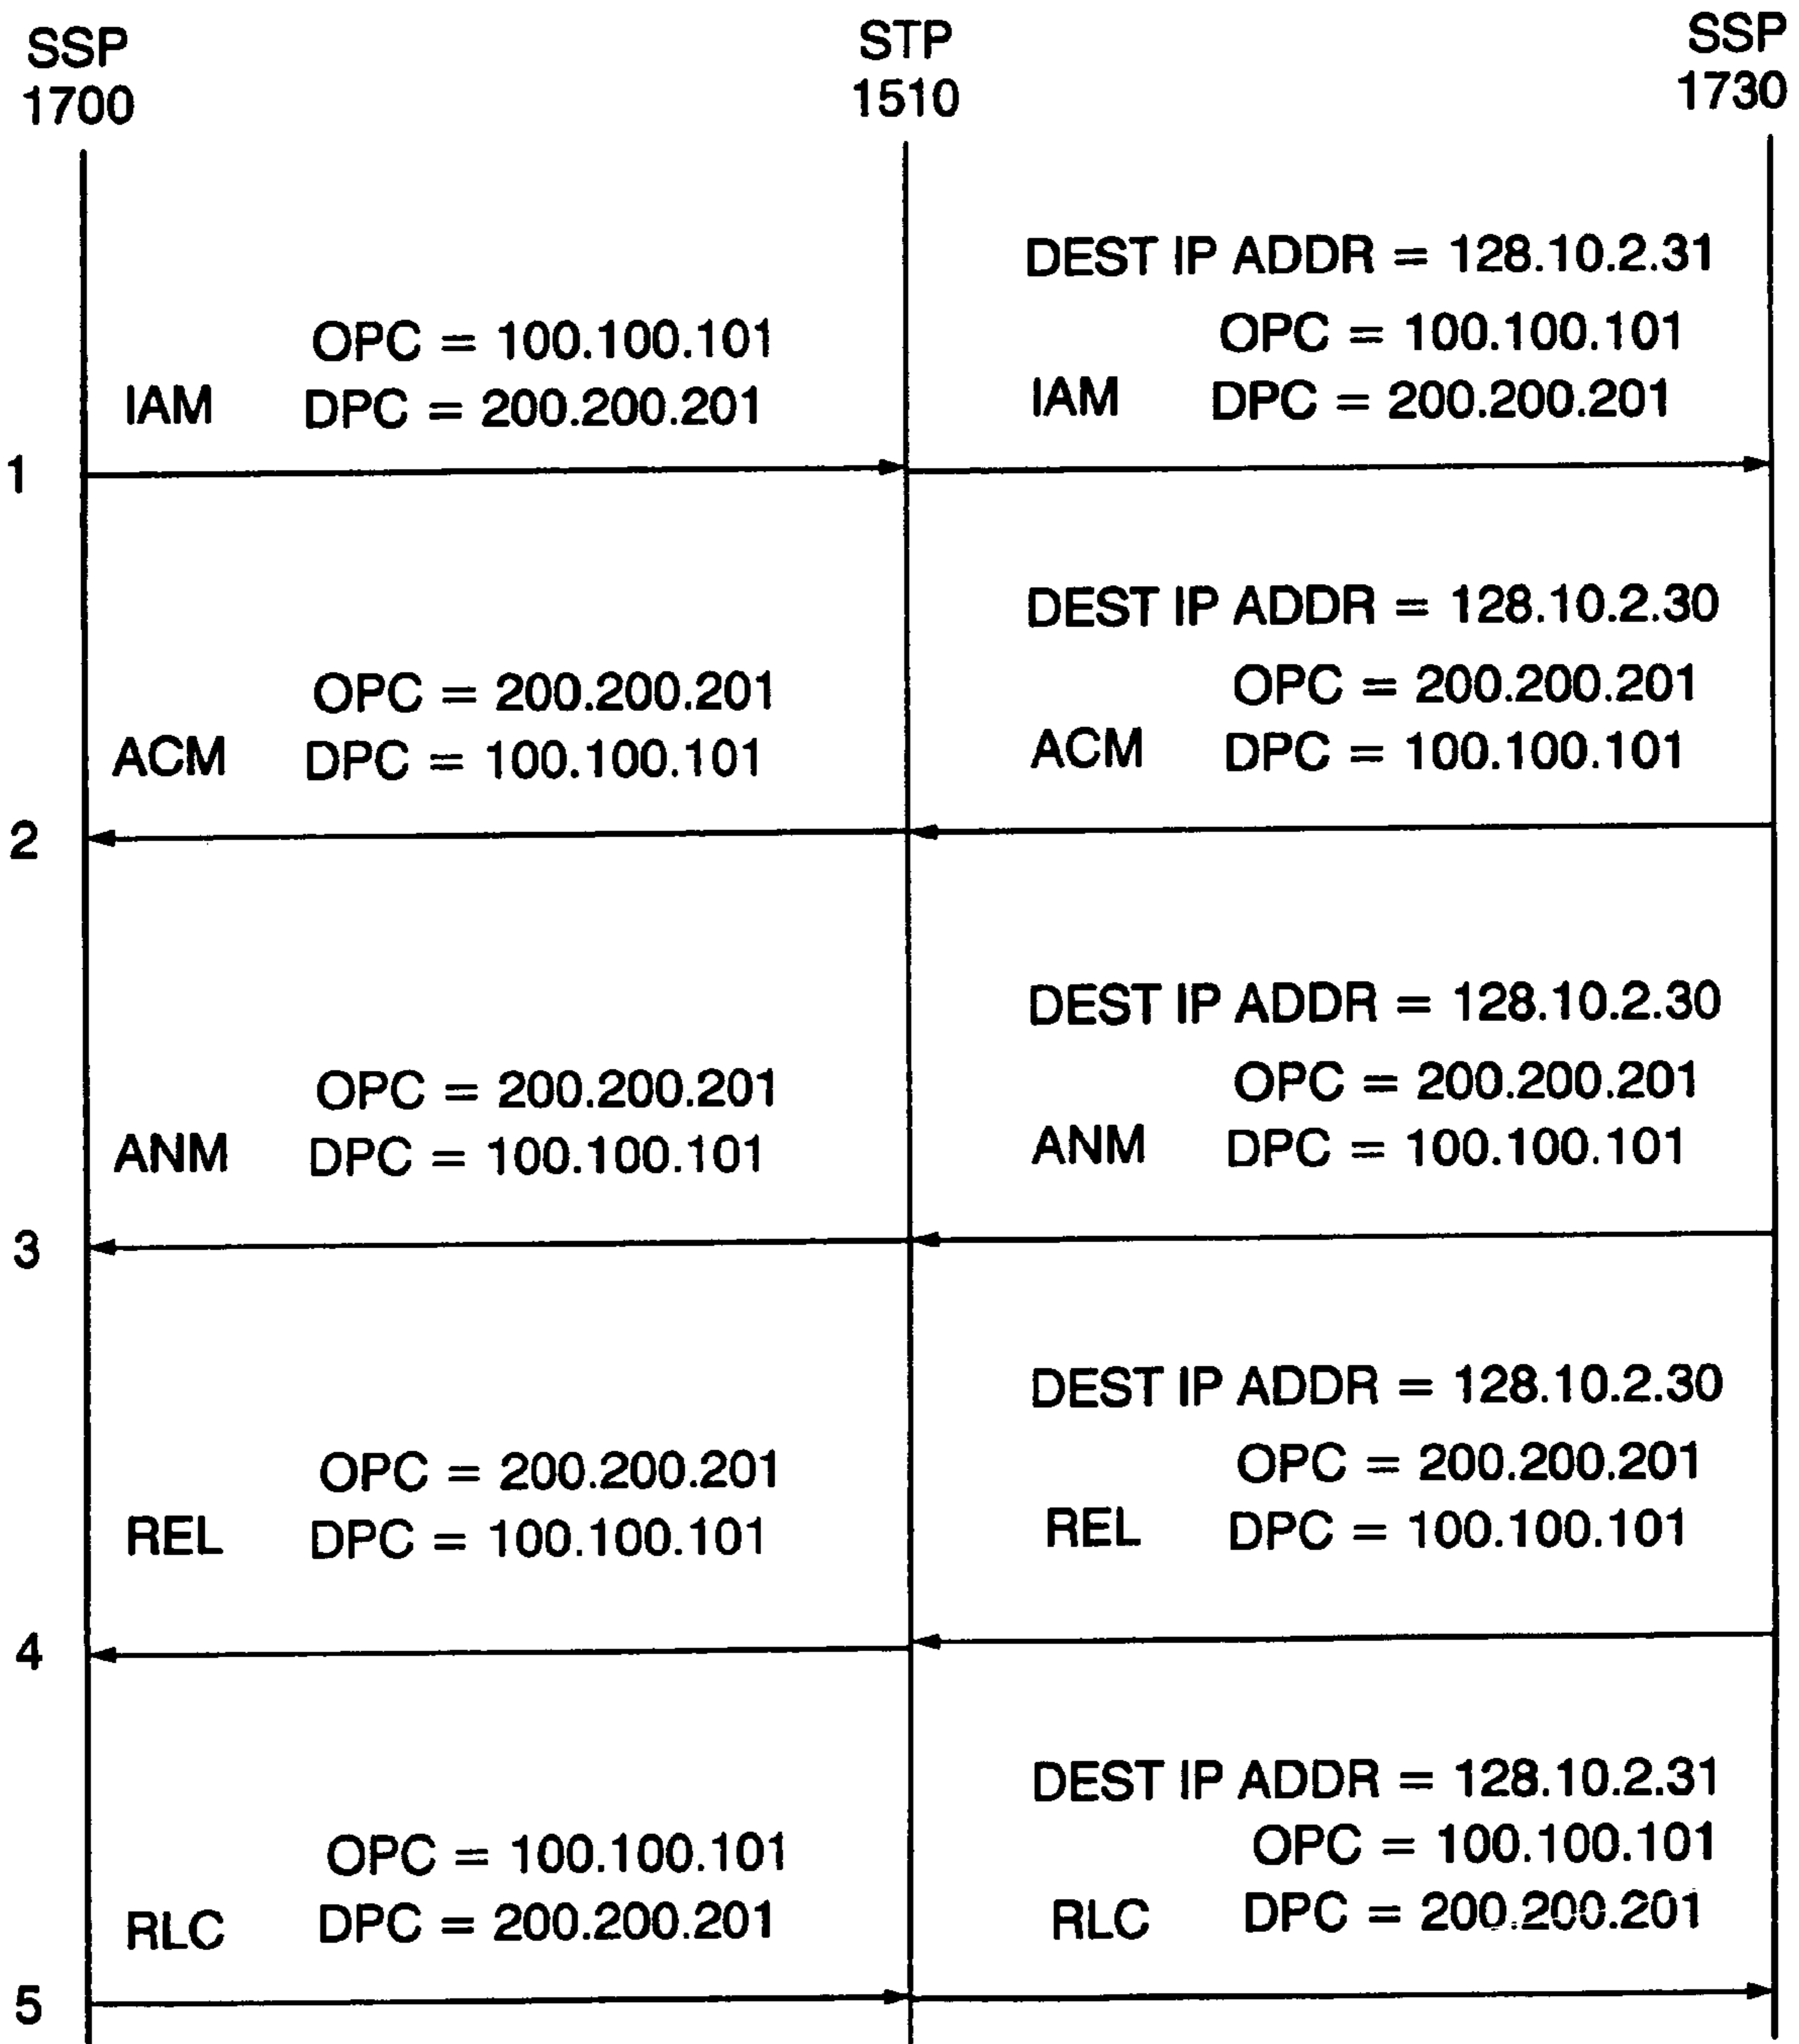 SSP
1700
STP
1510
SSP
1730
DEST IP ADDR = 128.10.2.31
OPC = 100.100.101
OPC = 100.100.101
IAM DPC = 200.200.201
IAM DPC = 200.200.201
1
DEST IP ADDR = 128.10.2.30
OPC = 200.200.201
OPC = 200.200.201
ACM DPC = 100.100.101
ACM DPC = 100.100.101
2
DEST IP ADDR = 128.10.2.30
OPC = 200.200.201
OPC = 200.200.201
ANM DPC = 100.100.101
ANM DPC = 100.100.101
3
DEST IP ADDR = 128.10.2.30
OPC = 200.200.201
OPC = 200.200.201
REL DPC = 100.100.101
REL DPC = 100.100.101
4
DEST IP ADDR = 128.10.2.31
OPC = 100.100.101
OPC = 100.100.101
RLC DPC = 200.200.201
RLC DPC = 200.200.201
5